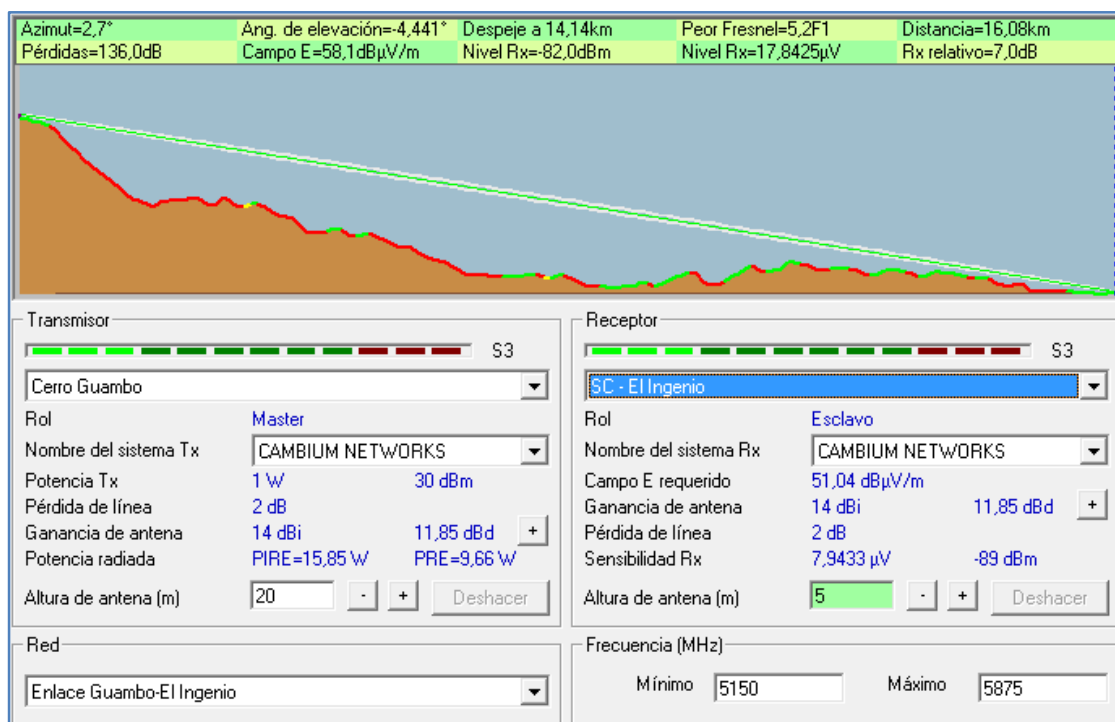 Azimut=2,7° Ang. de elevación=-4,441° Despeje a 14,14km Peor Fresnel=5,2F1 Distancia=16,08km
Pérdidas=136,0dB Campo E=58,1dBµV/m Nivel Rx=-82,0dBm Nivel Rx=17,8425µV Rx relativo=7,0dB
Transmisor
S3
Cerro Guambo
Rol Master
Nombre del sistema Tx CAMBIUM NETWORKS
Potencia Tx 1 W 30 dBm
Pérdida de línea 2 dB
Ganancia de antena 14 dBi 11,85 dBd +
Potencia radiada PIRE=15,85 W PRE=9,66 W
Altura de antena (m) 20 - + Deshacer
Receptor
S3
SC - El Ingenio
Rol Esclavo
Nombre del sistema Rx CAMBIUM NETWORKS
Campo E requerido 51,04 dBµV/m
Ganancia de antena 14 dBi 11,85 dBd +
Pérdida de línea 2 dB
Sensibilidad Rx 7,9433 µV -89 dBm
Altura de antena (m) 5 - + Deshacer
Red
Enlace Guambo-El Ingenio
Frecuencia (MHz)
Mínimo 5150 Máximo 5875